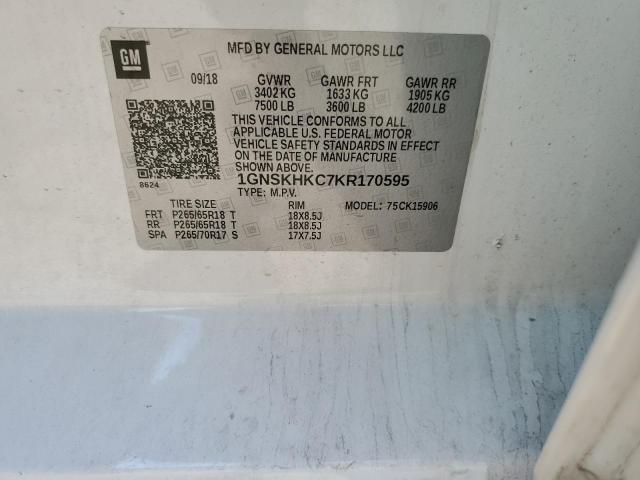 GM
MFD BY GENERAL MOTORS LLC
09/18 GVWR GAWR FRT GAWR RR
3402 KG 1633 KG 1905 KG
7500 LB 3600 LB 4200 LB
THIS VEHICLE CONFORMS TO ALL
APPLICABLE U.S. FEDERAL MOTOR
VEHICLE SAFETY STANDARDS IN EFFECT
ON THE DATE OF MANUFACTURE
SHOWN ABOVE.
8624 1GNSKHKC7KR170595
TYPE: M.P.V.
TIRE SIZE RIM MODEL: 75CK15906
FRT P265/65R18 T 18X8.5J
RR P265/65R18 T 18X8.5J
SPA P265/70R17 S 17X7.5J